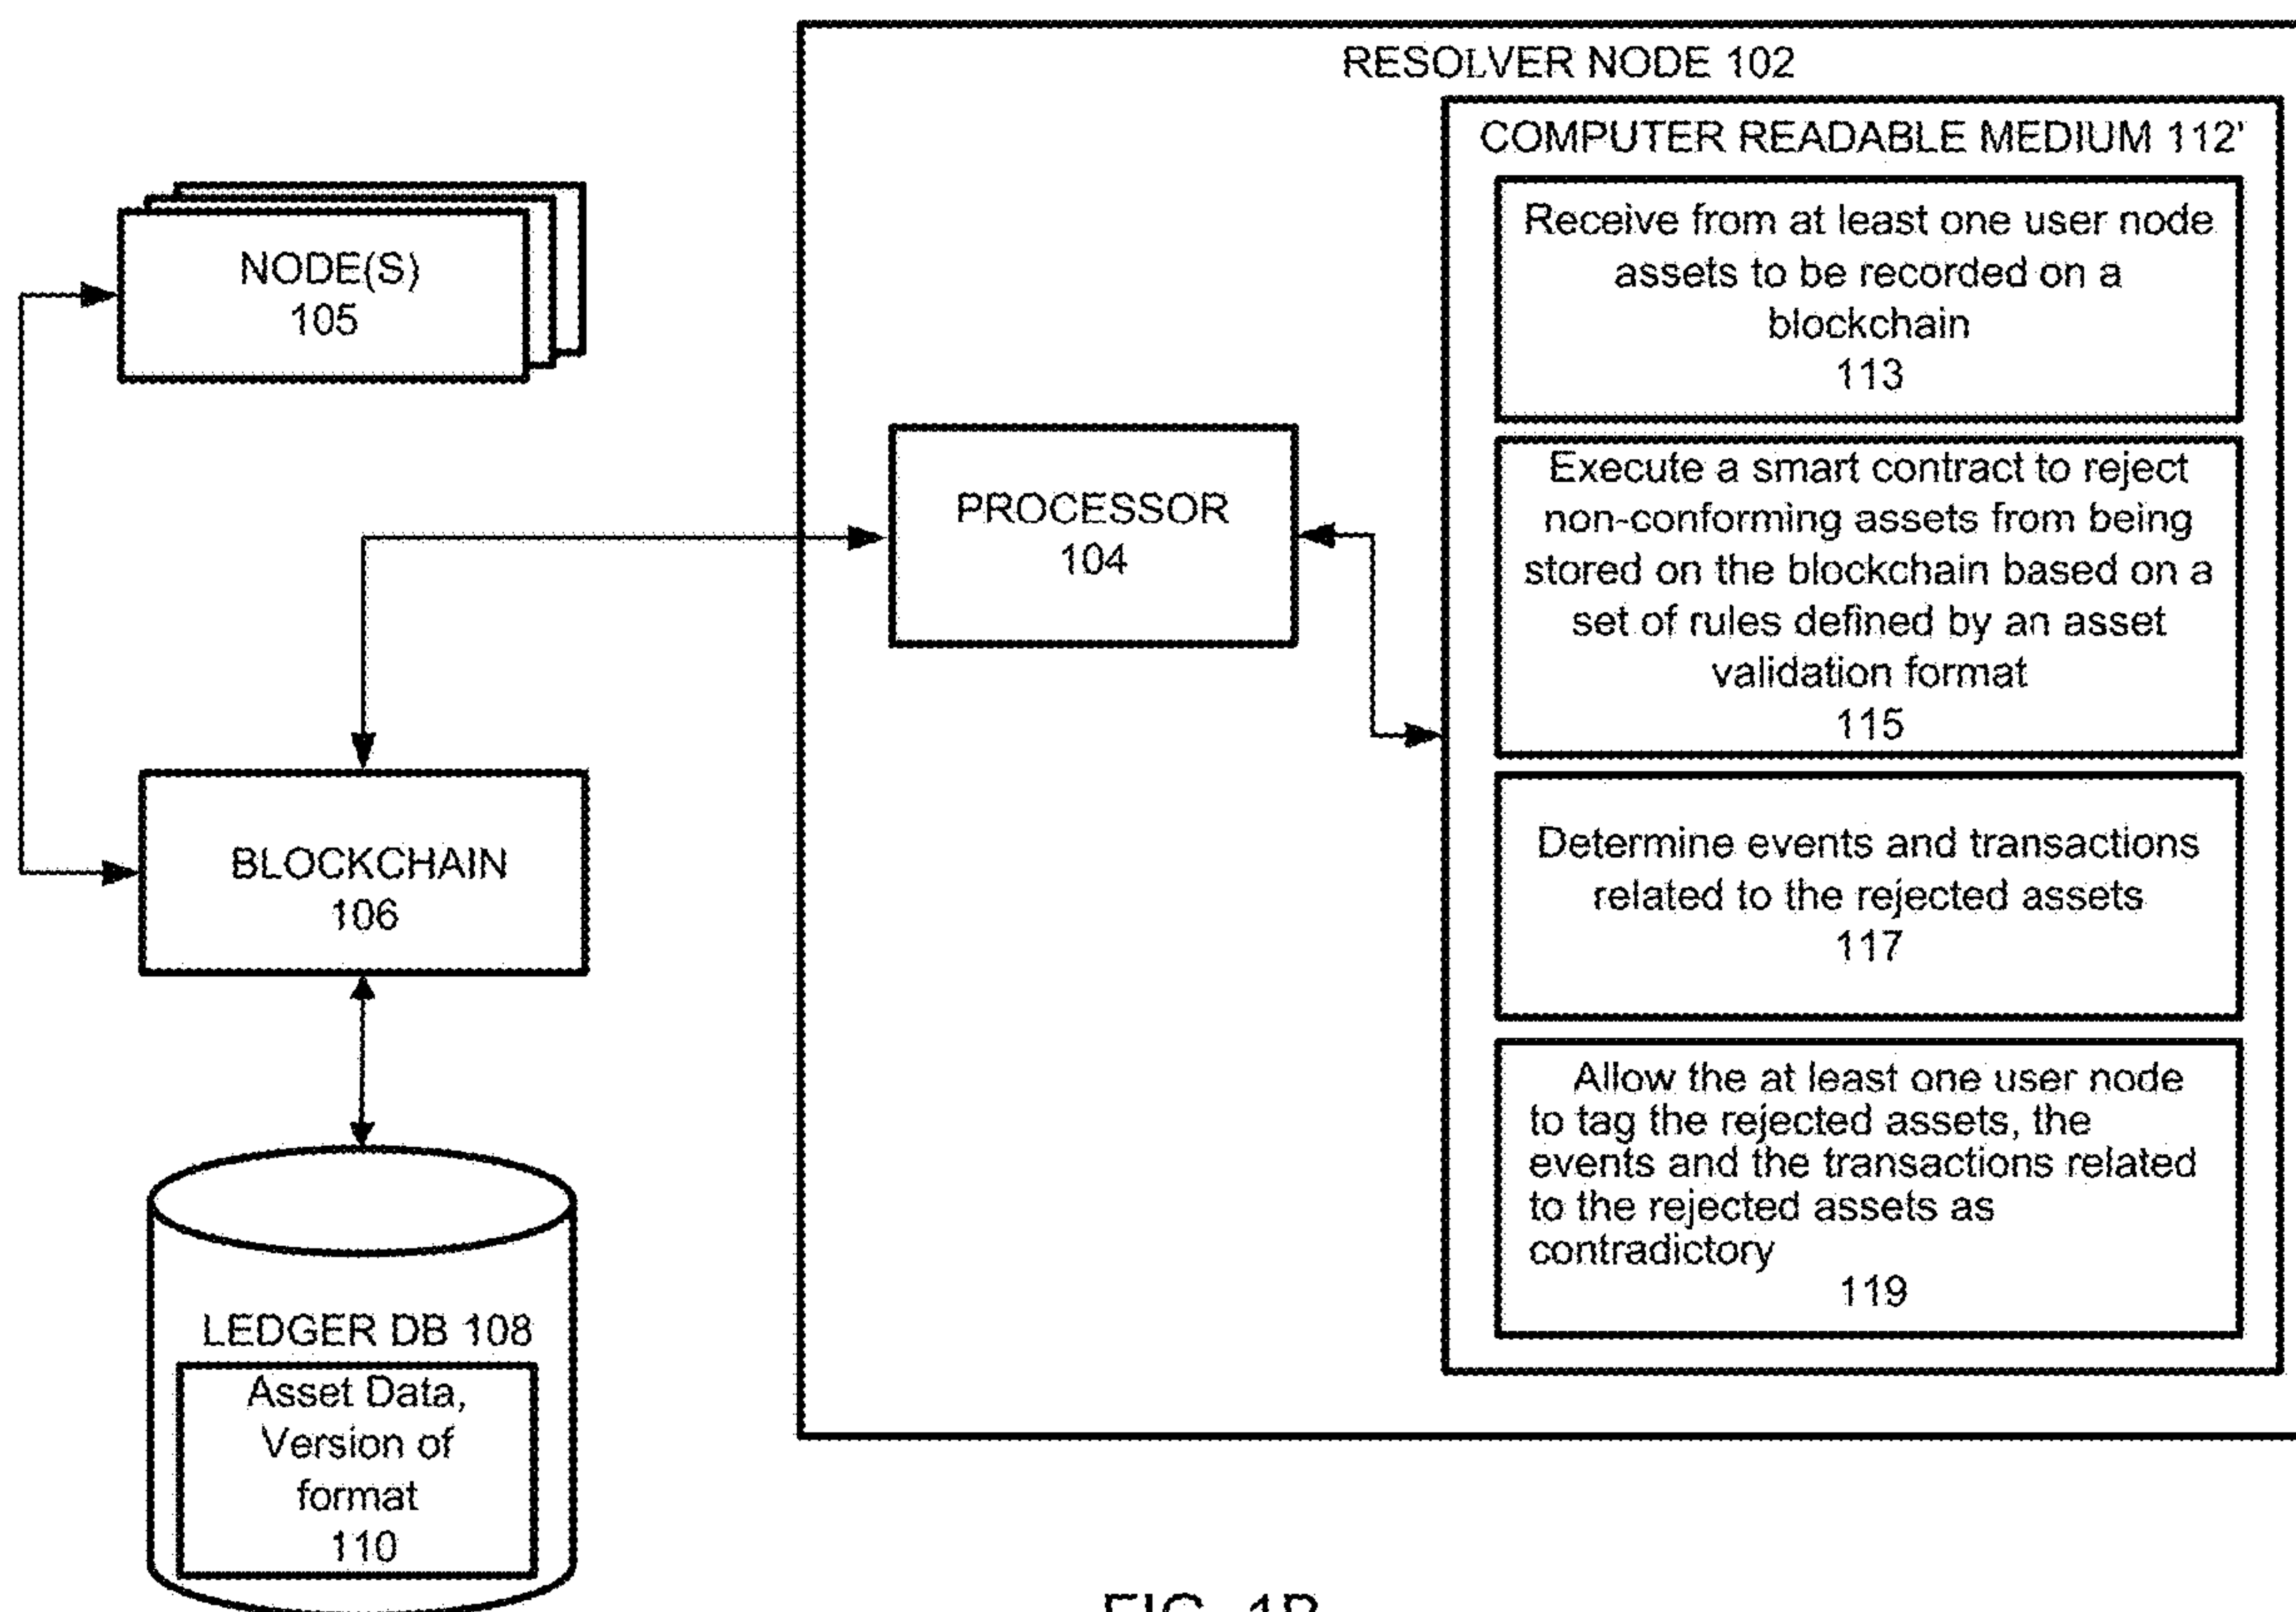 RESOLVER NODE 102
COMPUTER READABLE MEDIUM 112'
Receive from at least one user node
assets to be recorded on a
blockchain
113
Execute a smart contract to reject
non-conforming assets from being
stored on the blockchain based on a
set of rules defined by an asset
validation format
115
Determine events and transactions
related to the rejected assets
117
Allow the at least one user node
to tag the rejected assets, the
events and the transactions related
to the rejected assets as
contradictory
119
NODE(S)
105
PROCESSOR
104
BLOCKCHAIN
106
LEDGER DB 108
Asset Data,
Version of
format
110
FIG. 1B